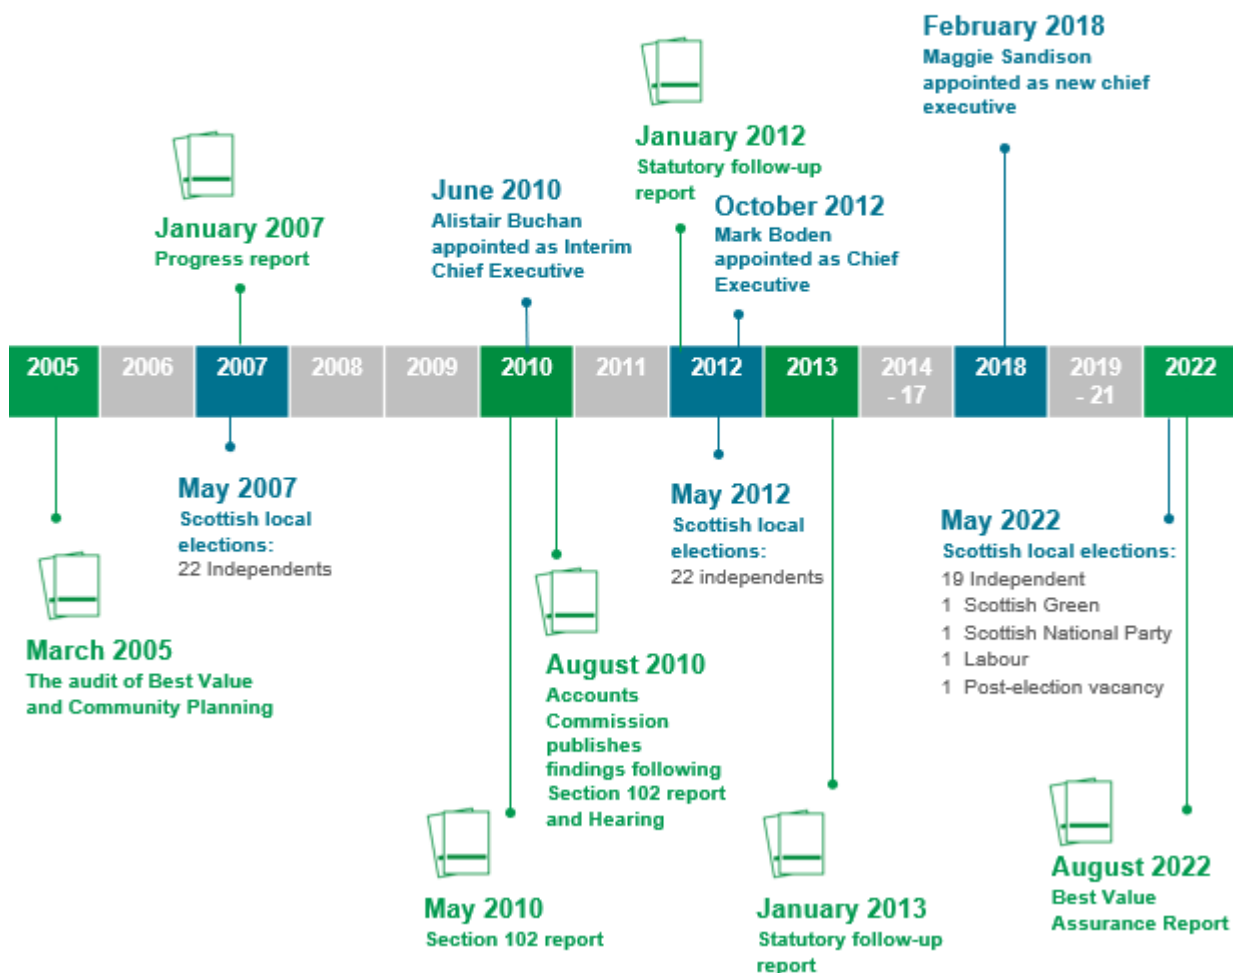 February 2018
Maggie Sandison
appointed as new chief
executive
January 2012
Statutory follow-up
report
January 2007
Progress report
June 2010
Alistair Buchan
appointed as Interim
Chief Executive
October 2012
Mark Boden
appointed as Chief
Executive
2005
2006
2007
2008
2009
2010
2011
2012
2013
2014
- 17
2018
2019
- 21
2022
March 2005
The audit of Best Value
and Community Planning
May 2007
Scottish local
elections:
22 Independents
May 2010
Section 102 report
August 2010
Accounts
Commission
publishes
findings following
Section 102 report
and Hearing
May 2012
Scottish local
elections:
22 independents
January 2013
Statutory follow-up
report
May 2022
Scottish local elections:
19 Independent
1 Scottish Green
1 Scottish National Party
1 Labour
1 Post-election vacancy
August 2022
Best Value
Assurance Report